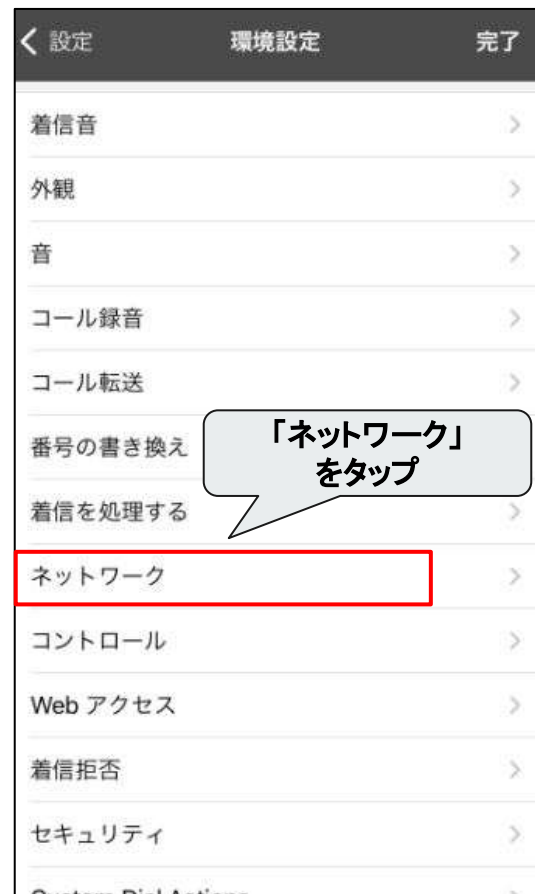 設定 環境設定 完了
着信音
外観
音
コール録音
コール転送
番号の書き換え
「ネットワーク」
をタップ
着信を処理する
ネットワーク
コントロール
Web アクセス
着信拒否
セキュリティ
Custom Dial Actions